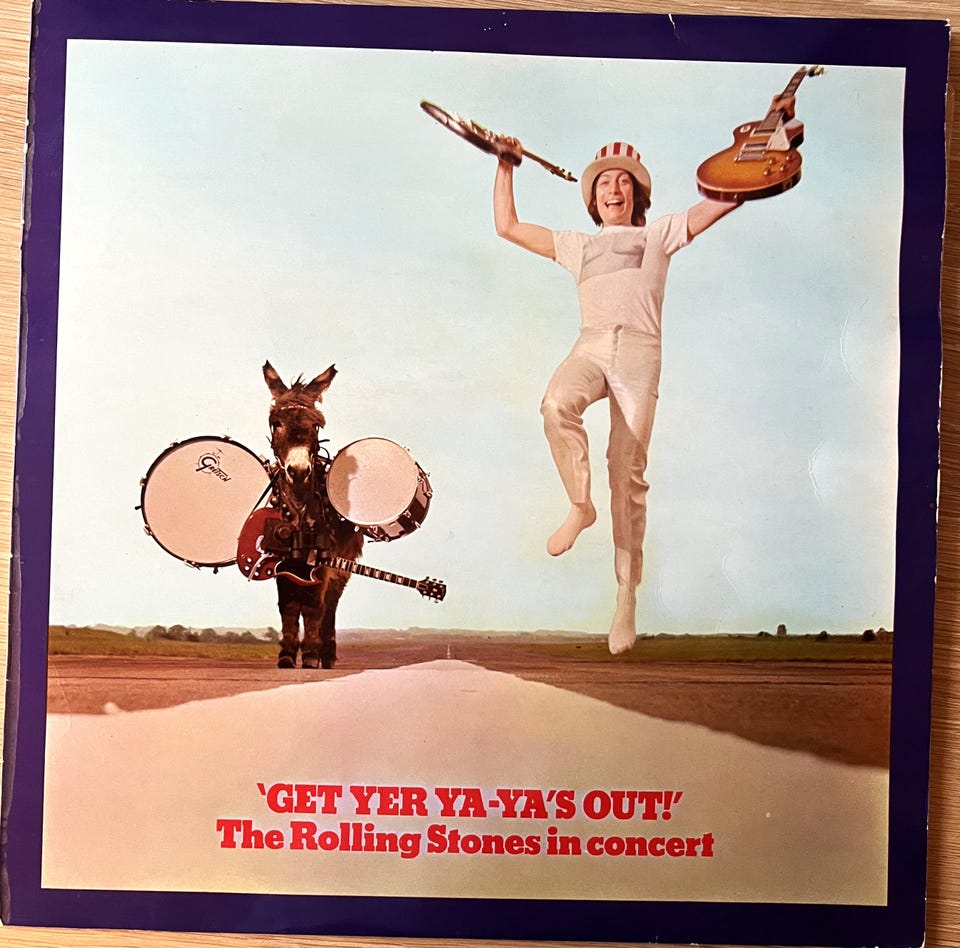 GRETSCH
‘GET YER YA-YA’S OUT!’
The Rolling Stones in concert